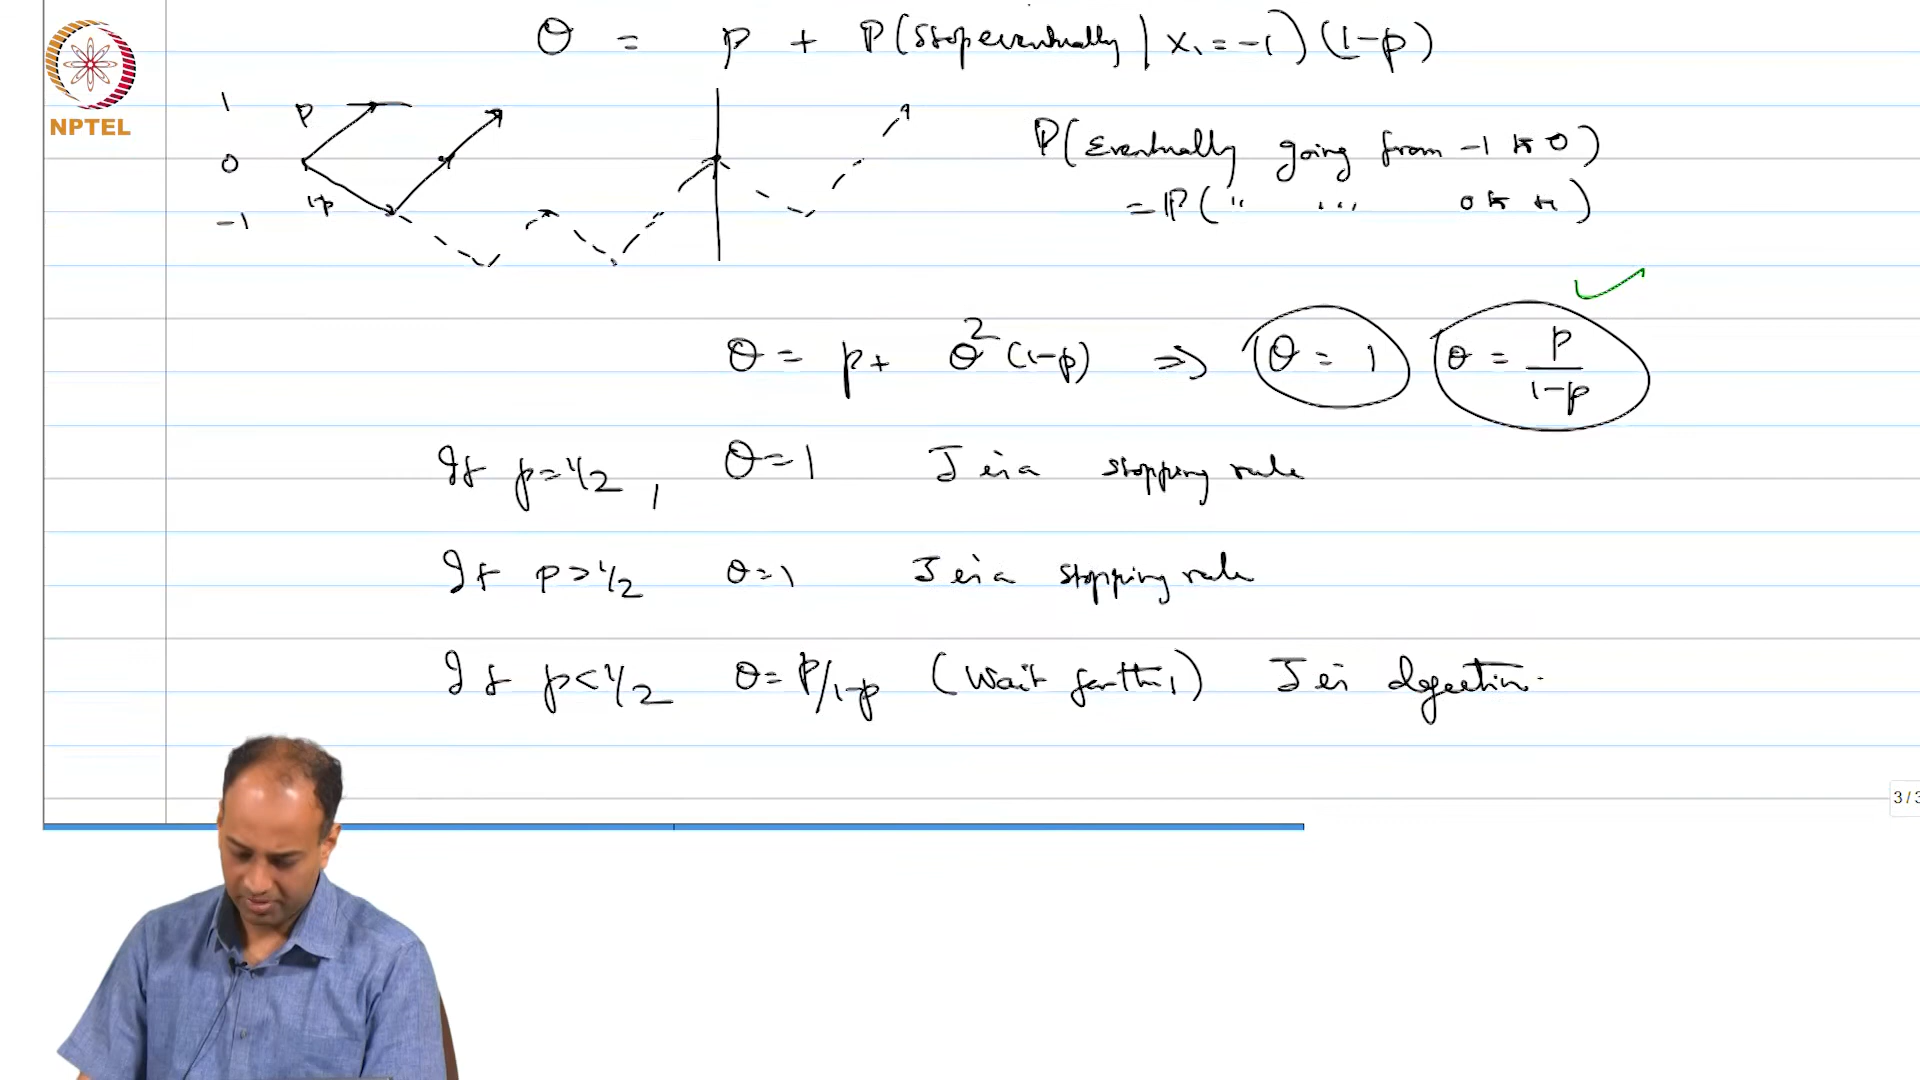 θ = p + P(stop eventually | X₁ = -1)(1-p)
1 p
0
-1 1-p
P(Eventually going from -1 to 0)
= P(" ... 0 to
NPTEL
θ = p + θ²(1-p) ⇒ θ = 1 θ = p/1-p ✓
If p = 1/2, θ = 1 J is a stopping rule
If p > 1/2 θ = 1 J is a stopping rule
If p < 1/2 θ = p/1-p (Wait for this) J is defective.
3/3